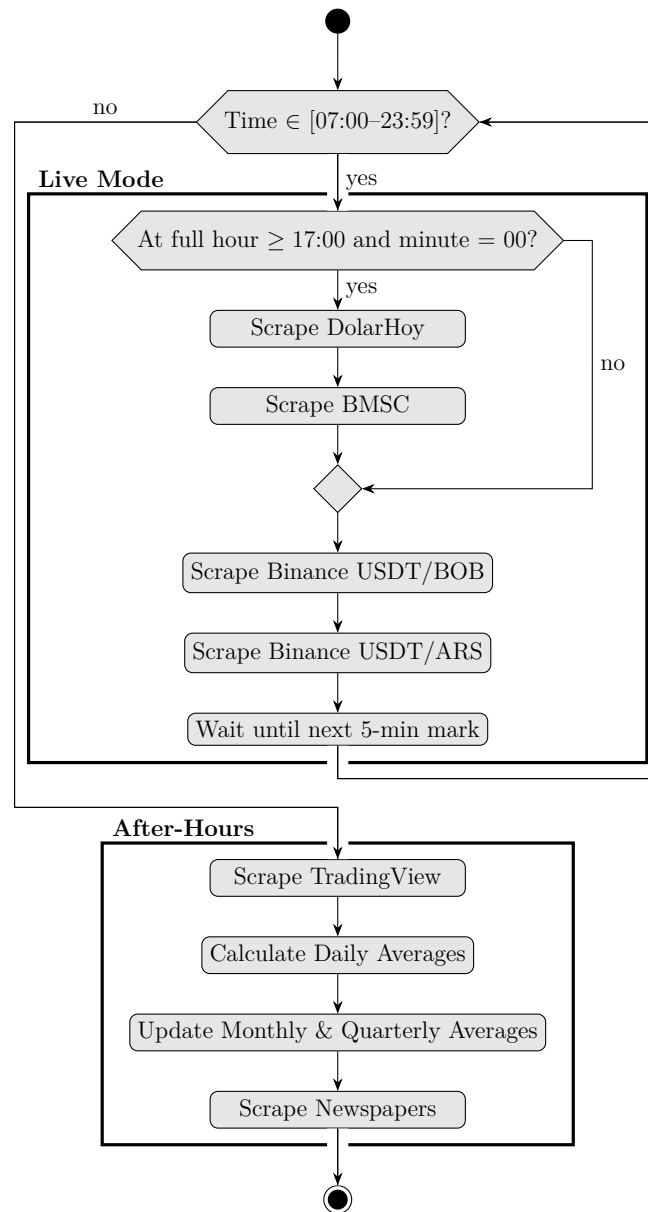 Time ∈ [07:00–23:59]?
no
yes
Live Mode
At full hour ≥ 17:00 and minute = 00?
yes
Scrape DolarHoy
no
Scrape BMSC
Scrape Binance USDT/BOB
Scrape Binance USDT/ARS
Wait until next 5-min mark
After-Hours
Scrape TradingView
Calculate Daily Averages
Update Monthly & Quarterly Averages
Scrape Newspapers